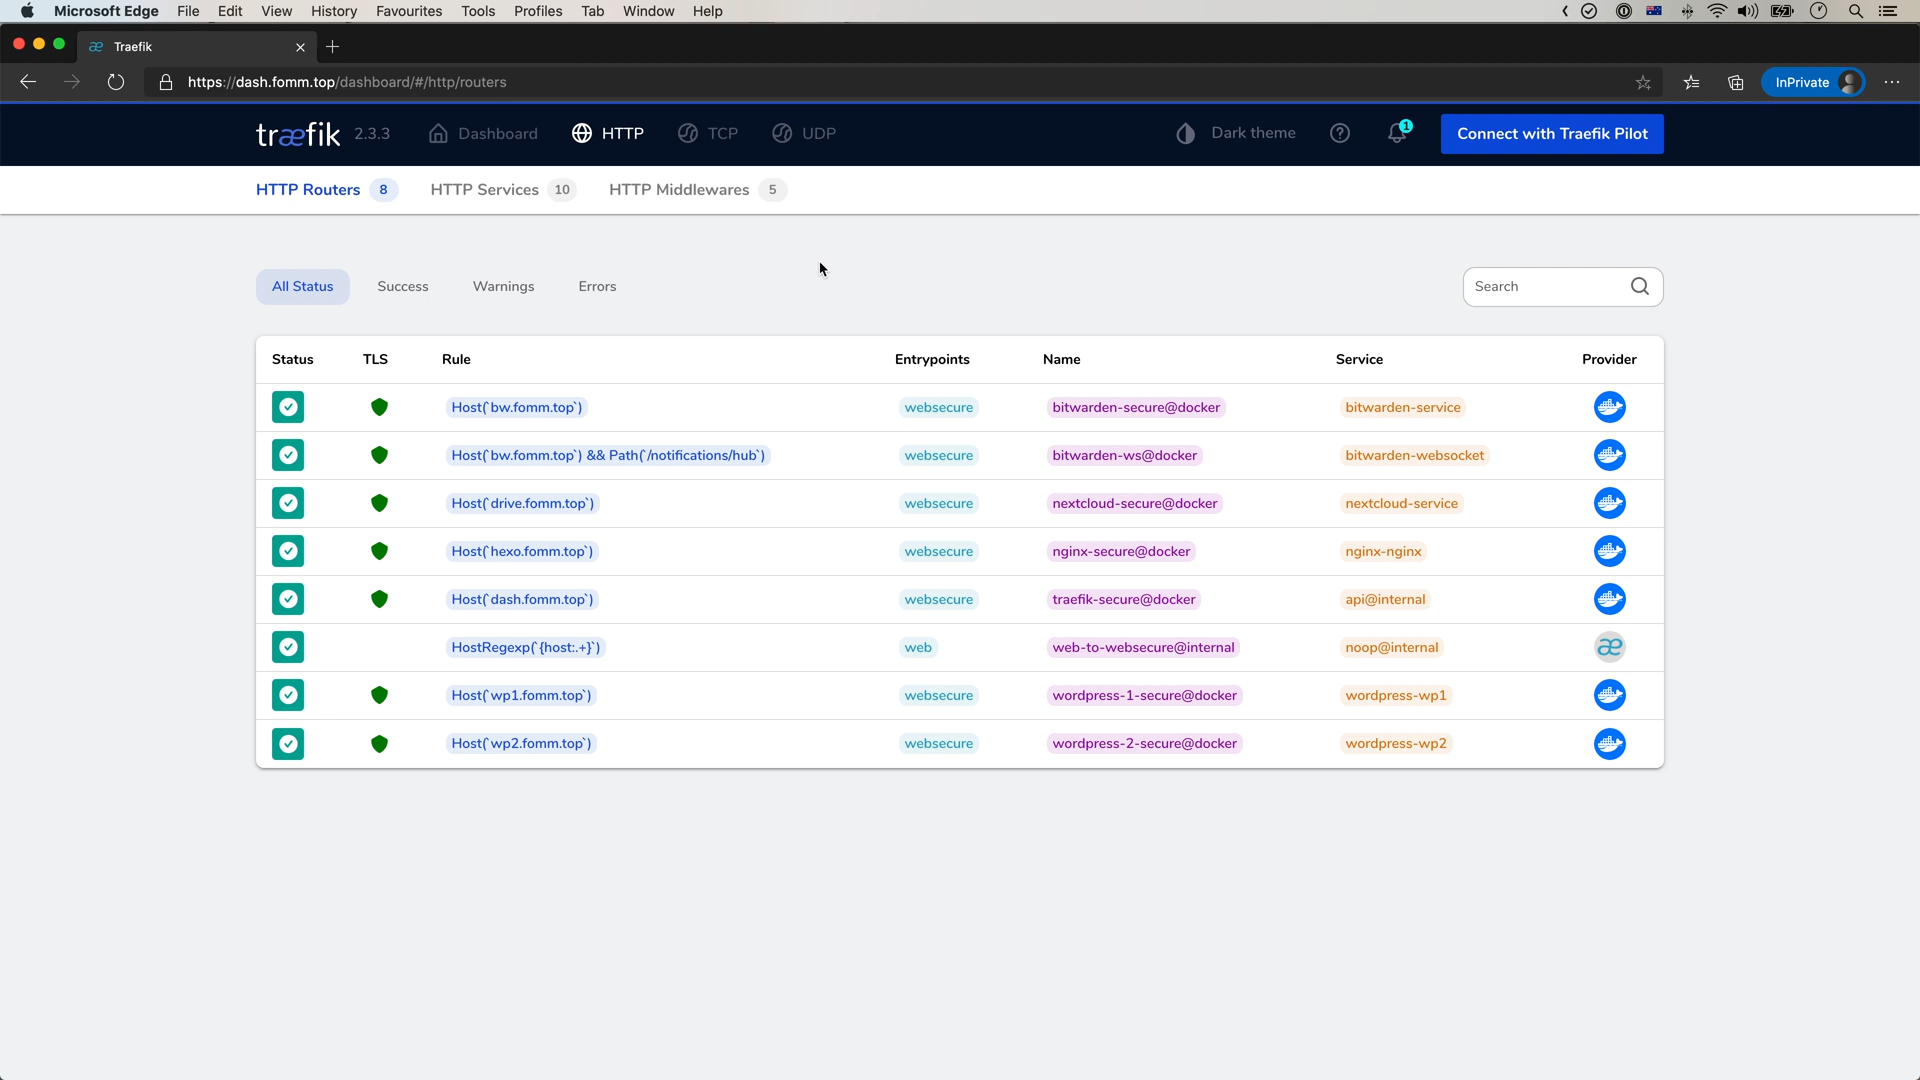 Microsoft Edge File Edit View History Favourites Tools Profiles Tab Window Help
Traefik
https://dash.fomm.top/dashboard/#/http/routers InPrivate
træfik 2.3.3 Dashboard HTTP TCP UDP Dark theme 1 Connect with Traefik Pilot
HTTP Routers 8 HTTP Services 10 HTTP Middlewares 5
All Status Success Warnings Errors Search
Status TLS Rule Entrypoints Name Service Provider
Host(`bw.fomm.top`) websecure bitwarden-secure@docker bitwarden-service
Host(`bw.fomm.top`) && Path(`/notifications/hub`) websecure bitwarden-ws@docker bitwarden-websocket
Host(`drive.fomm.top`) websecure nextcloud-secure@docker nextcloud-service
Host(`hexo.fomm.top`) websecure nginx-secure@docker nginx-nginx
Host(`dash.fomm.top`) websecure traefik-secure@docker api@internal
HostRegexp(`{host:.+}`) web web-to-websecure@internal noop@internal
Host(`wp1.fomm.top`) websecure wordpress-1-secure@docker wordpress-wp1
Host(`wp2.fomm.top`) websecure wordpress-2-secure@docker wordpress-wp2